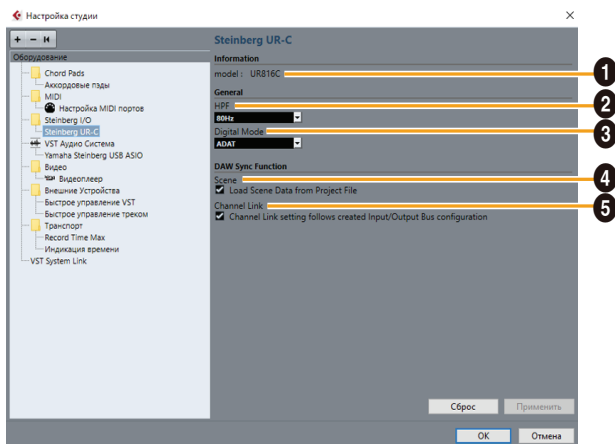 Настройка студии
Оборудование
Chord Pads
Аккордовые пэды
MIDI
Настройка MIDI портов
Steinberg I/O
Steinberg UR-C
VST Аудио Система
Yamaha Steinberg USB ASIO
Видео
Видеоплеер
Внешние Устройства
Быстрое управление VST
Быстрое управление треком
Транспорт
Record Time Max
Индикация времени
VST System Link
Steinberg UR-C
Information
model : UR816C
1
General
HPF
2
80Hz
Digital Mode
3
ADAT
DAW Sync Function
Scene
4
Load Scene Data from Project File
Channel Link
5
Channel Link setting follows created Input/Output Bus configuration
Сброс
Применить
OK
Отмена